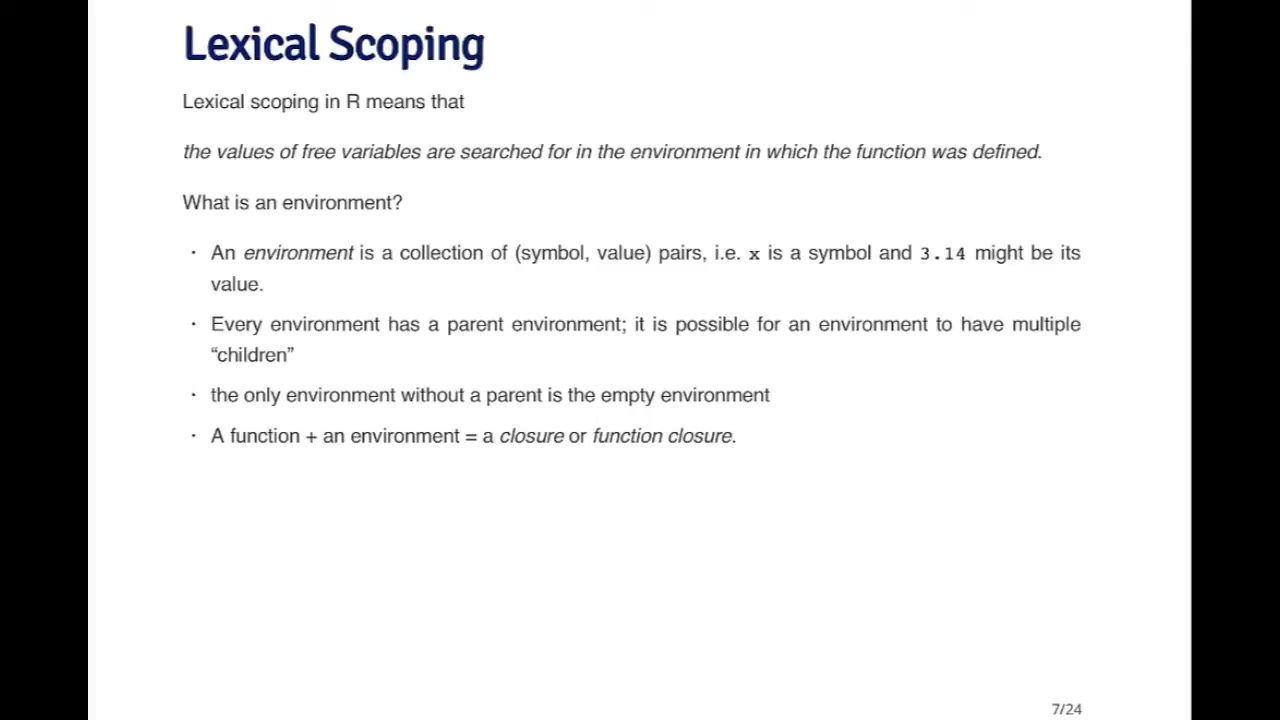 Lexical Scoping
Lexical scoping in R means that
the values of free variables are searched for in the environment in which the function was defined.
What is an environment?
· An environment is a collection of (symbol, value) pairs, i.e. x is a symbol and 3.14 might be its
value.
· Every environment has a parent environment; it is possible for an environment to have multiple
“children”
· the only environment without a parent is the empty environment
· A function + an environment = a closure or function closure.
7/24